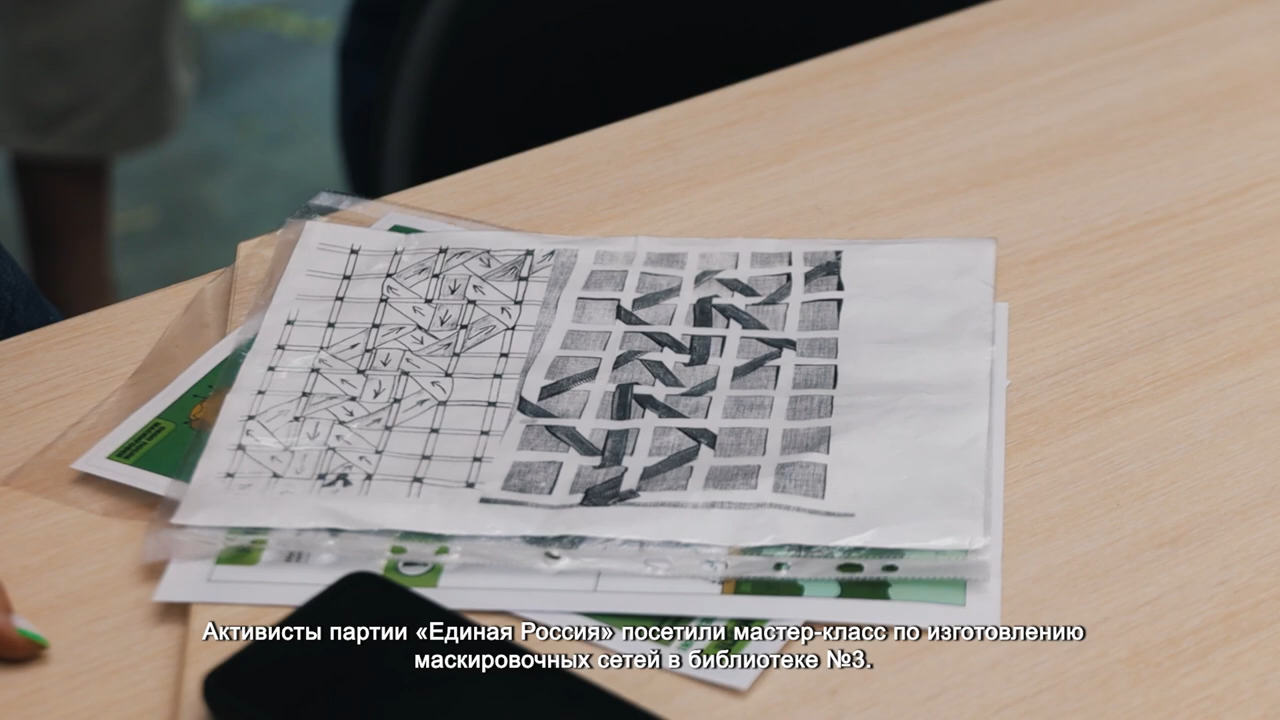 Активисты партии «Единая Россия» посетили мастер-класс по изготовлению
маскировочных сетей в библиотеке №3.